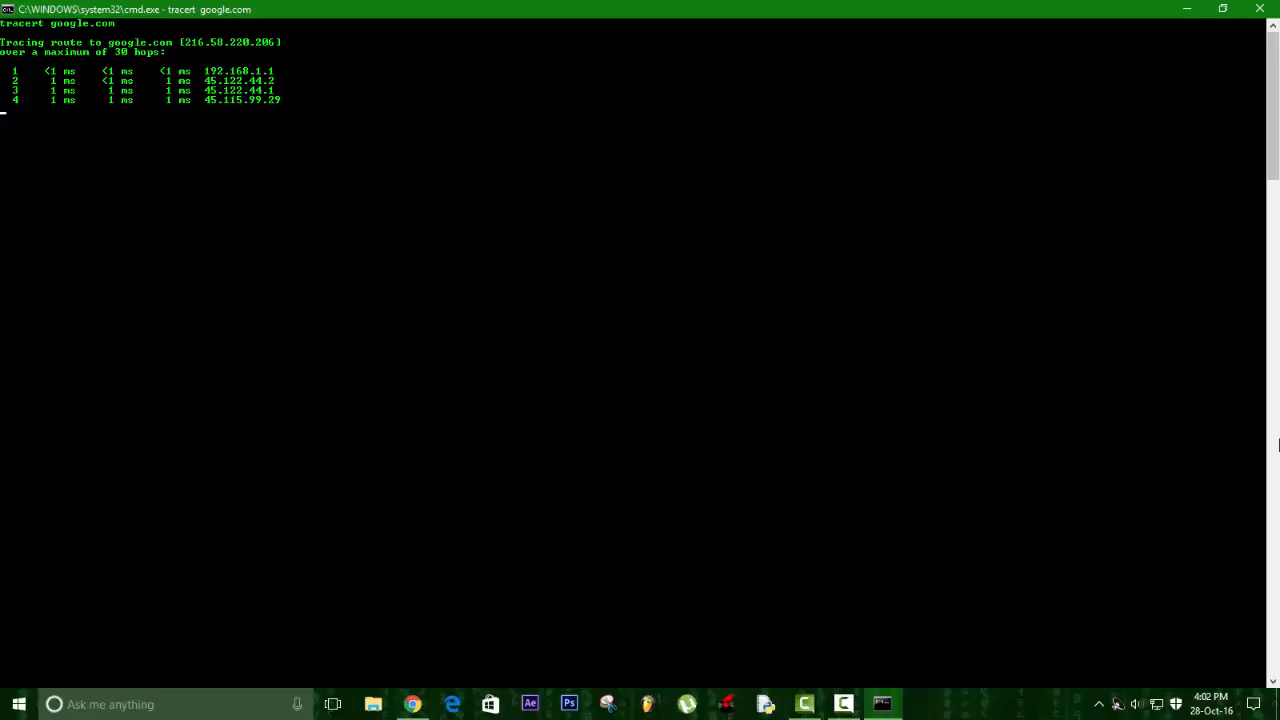 C:\WINDOWS\system32\cmd.exe - tracert google.com
tracert google.com
Tracing route to google.com [216.58.220.206]
over a maximum of 30 hops:
1 <1 ms <1 ms <1 ms 192.168.1.1
2 1 ms <1 ms 1 ms 45.122.44.2
3 1 ms 1 ms 1 ms 45.122.44.1
4 1 ms 1 ms 1 ms 45.115.99.29
Ask me anything
Ae
Ps
4:02 PM
28-Oct-16